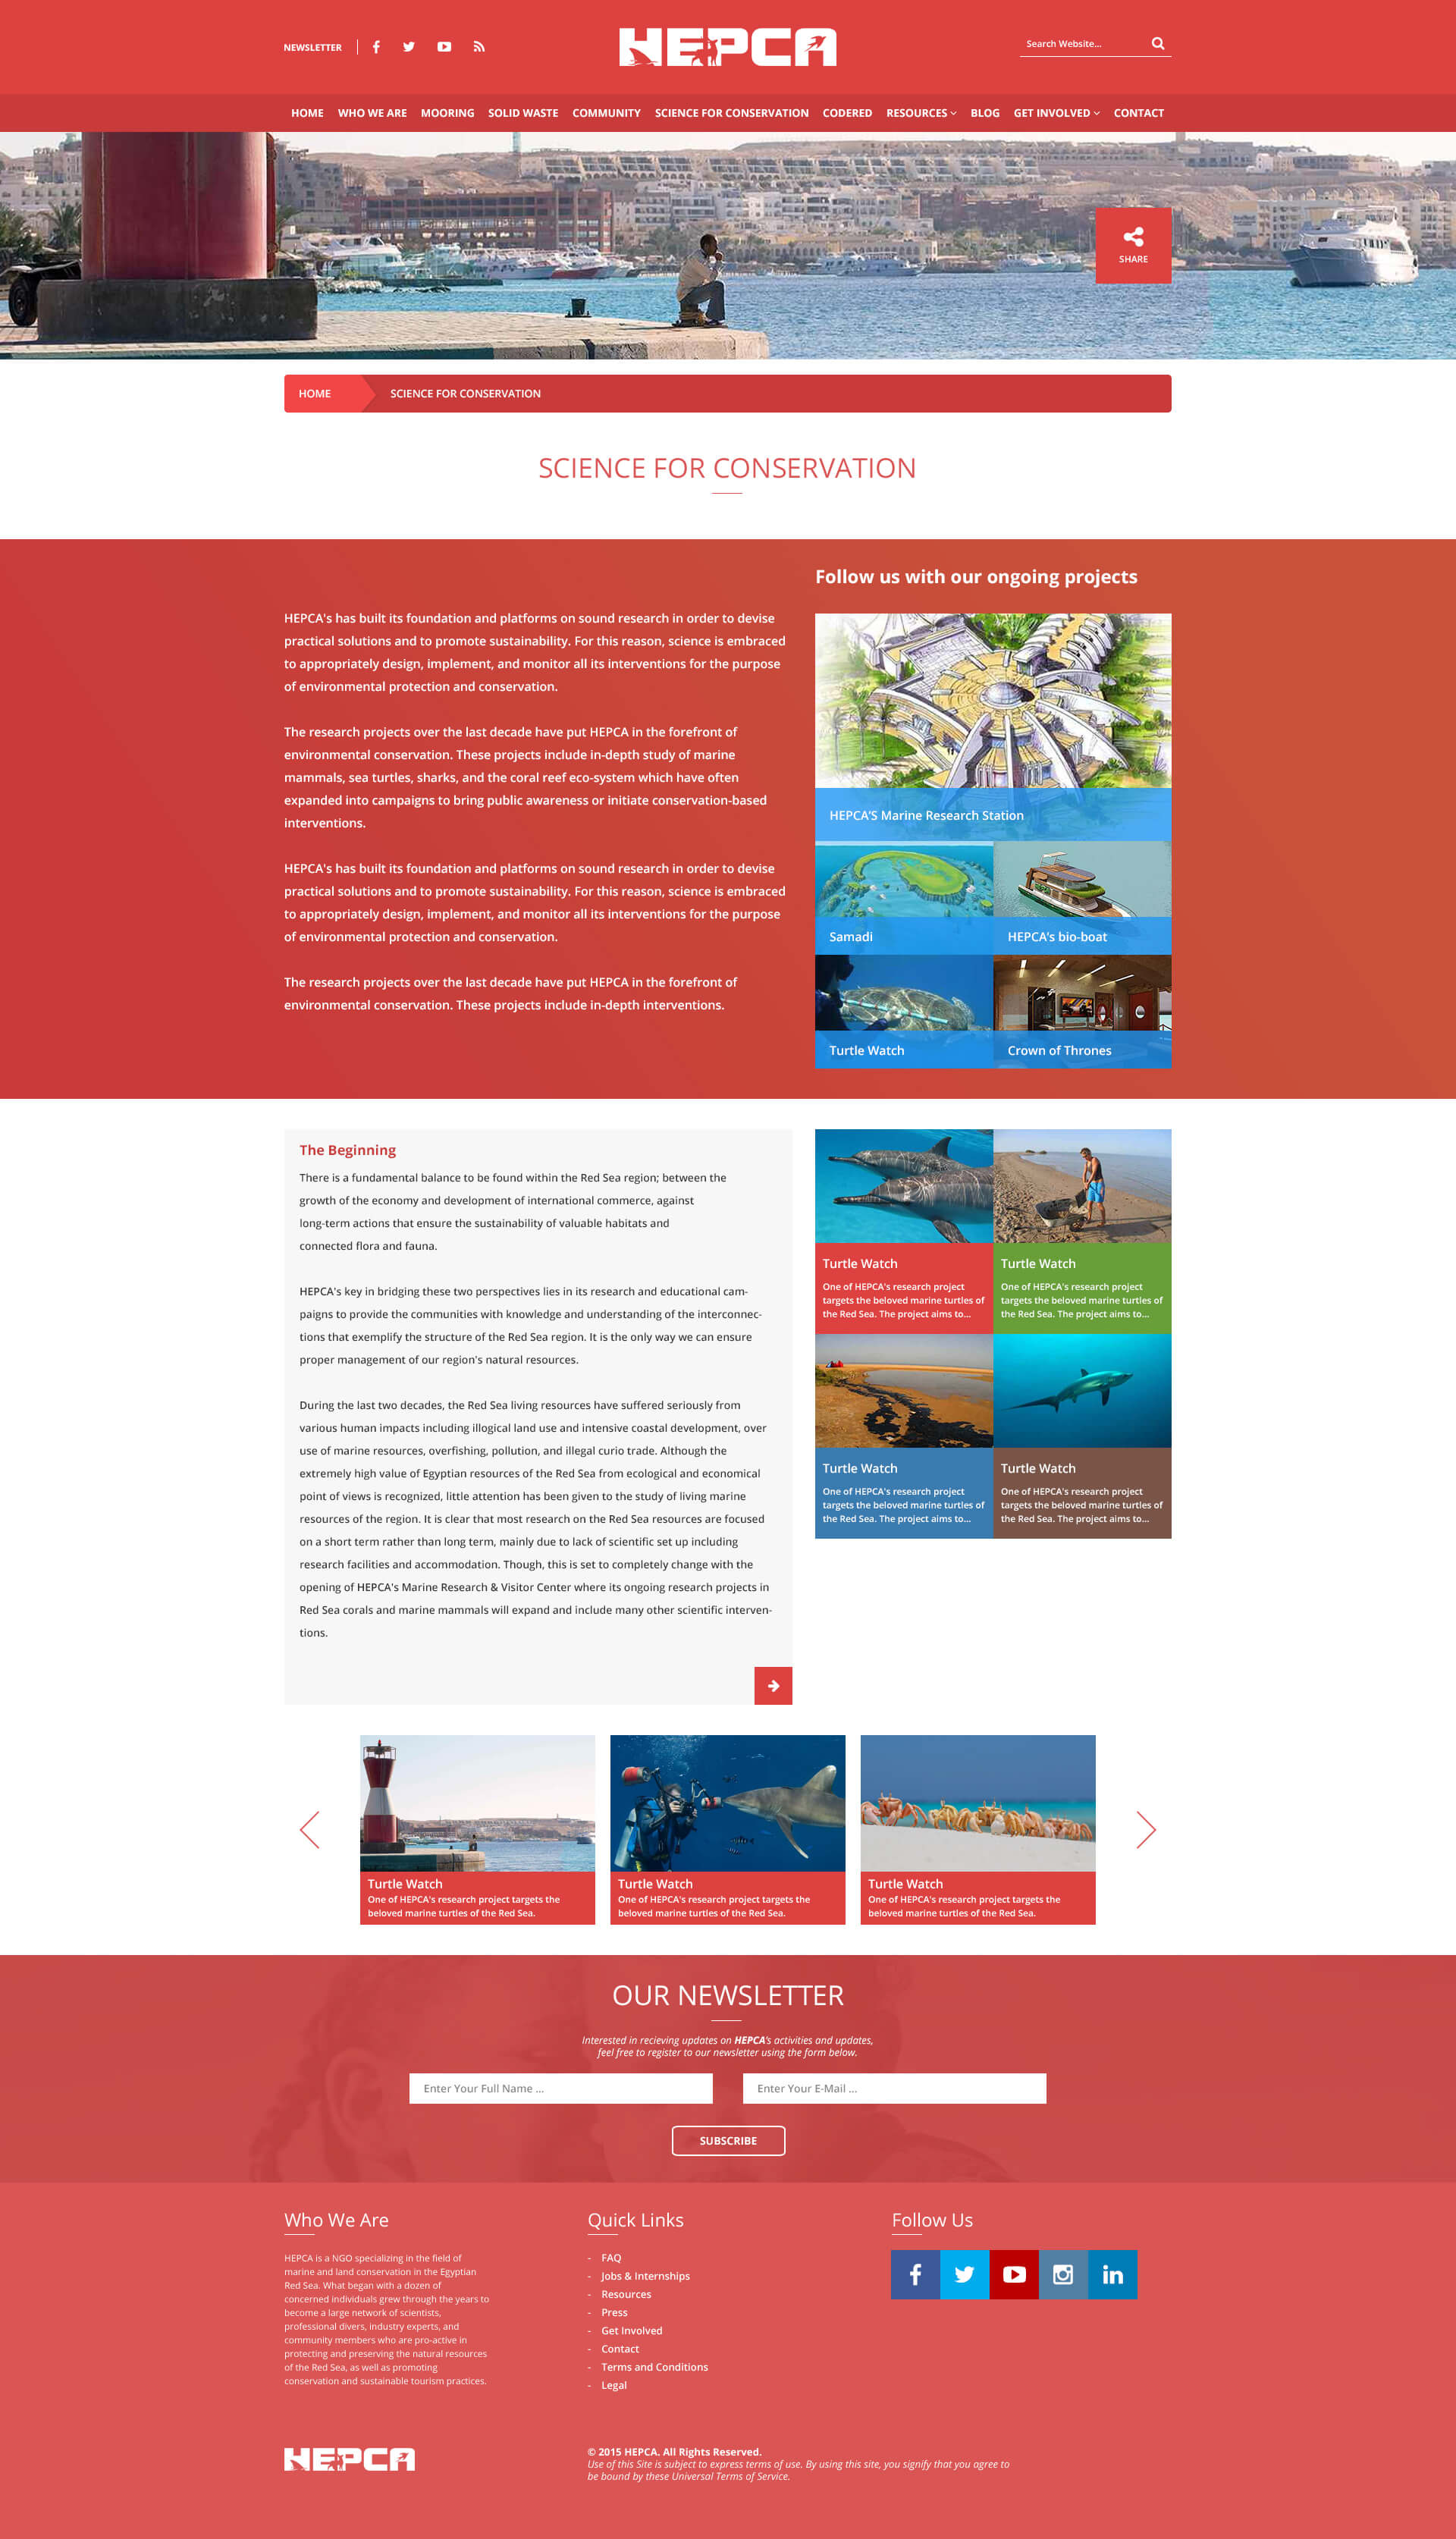 NEWSLETTER
HEPCA
Search Website...
HOME WHO WE ARE MOORING SOLID WASTE COMMUNITY SCIENCE FOR CONSERVATION CODERED RESOURCES BLOG GET INVOLVED CONTACT
SHARE
HOME SCIENCE FOR CONSERVATION
SCIENCE FOR CONSERVATION
HEPCA's has built its foundation and platforms on sound research in order to devise
practical solutions and to promote sustainability. For this reason, science is embraced
to appropriately design, implement, and monitor all its interventions for the purpose
of environmental protection and conservation.
The research projects over the last decade have put HEPCA in the forefront of
environmental conservation. These projects include in-depth study of marine
mammals, sea turtles, sharks, and the coral reef eco-system which have often
expanded into campaigns to bring public awareness or initiate conservation-based
interventions.
HEPCA's has built its foundation and platforms on sound research in order to devise
practical solutions and to promote sustainability. For this reason, science is embraced
to appropriately design, implement, and monitor all its interventions for the purpose
of environmental protection and conservation.
The research projects over the last decade have put HEPCA in the forefront of
environmental conservation. These projects include in-depth interventions.
Follow us with our ongoing projects
HEPCA'S Marine Research Station
Samadi
HEPCA's bio-boat
Turtle Watch
Crown of Thrones
The Beginning
There is a fundamental balance to be found within the Red Sea region; between the
growth of the economy and development of international commerce, against
long-term actions that ensure the sustainability of valuable habitats and
connected flora and fauna.
HEPCA's key in bridging these two perspectives lies in its research and educational cam-
paigns to provide the communities with knowledge and understanding of the interconnec-
tions that exemplify the structure of the Red Sea region. It is the only way we can ensure
proper management of our region's natural resources.
During the last two decades, the Red Sea living resources have suffered seriously from
various human impacts including illogical land use and intensive coastal development, over
use of marine resources, overfishing, pollution, and illegal curio trade. Although the
extremely high value of Egyptian resources of the Red Sea from ecological and economical
point of views is recognized, little attention has been given to the study of living marine
resources of the region. It is clear that most research on the Red Sea resources are focused
on a short term rather than long term, mainly due to lack of scientific set up including
research facilities and accommodation. Though, this is set to completely change with the
opening of HEPCA's Marine Research & Visitor Center where its ongoing research projects in
Red Sea corals and marine mammals will expand and include many other scientific interven-
tions.
Turtle Watch
One of HEPCA's research project
targets the beloved marine turtles of
the Red Sea. The project aims to...
Turtle Watch
One of HEPCA's research project
targets the beloved marine turtles of
the Red Sea. The project aims to...
Turtle Watch
One of HEPCA's research project
targets the beloved marine turtles of
the Red Sea. The project aims to...
Turtle Watch
One of HEPCA's research project
targets the beloved marine turtles of
the Red Sea. The project aims to...
Turtle Watch
One of HEPCA's research project targets the
beloved marine turtles of the Red Sea.
Turtle Watch
One of HEPCA's research project targets the
beloved marine turtles of the Red Sea.
Turtle Watch
One of HEPCA's research project targets the
beloved marine turtles of the Red Sea.
OUR NEWSLETTER
Interested in recieving updates on HEPCA's activities and updates,
feel free to register to our newsletter using the form below.
Enter Your Full Name ...
Enter Your E-Mail ...
SUBSCRIBE
Who We Are
HEPCA is a NGO specializing in the field of
marine and land conservation in the Egyptian
Red Sea. What began with a dozen of
concerned individuals grew through the years to
become a large network of scientists,
professional divers, industry experts, and
community members who are pro-active in
protecting and preserving the natural resources
of the Red Sea, as well as promoting
conservation and sustainable tourism practices.
Quick Links
- FAQ
- Jobs & Internships
- Resources
- Press
- Get Involved
- Contact
- Terms and Conditions
- Legal
Follow Us
HEPCA
© 2015 HEPCA. All Rights Reserved.
Use of this Site is subject to express terms of use. By using this site, you signify that you agree to
be bound by these Universal Terms of Service.